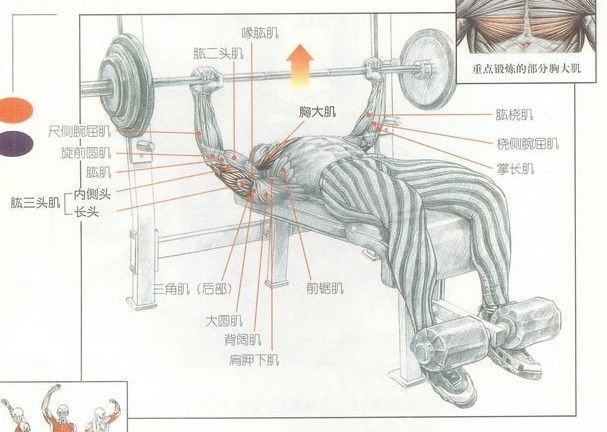 喙肱肌
肱二头肌
重点锻炼的部分胸大肌
胸大肌
肱桡肌
尺侧腕屈肌
桡侧腕屈肌
旋前圆肌
掌长肌
肱肌
肱三头肌
内侧头
长头
三角肌（后部）
前锯肌
大圆肌
背阔肌
肩胛下肌